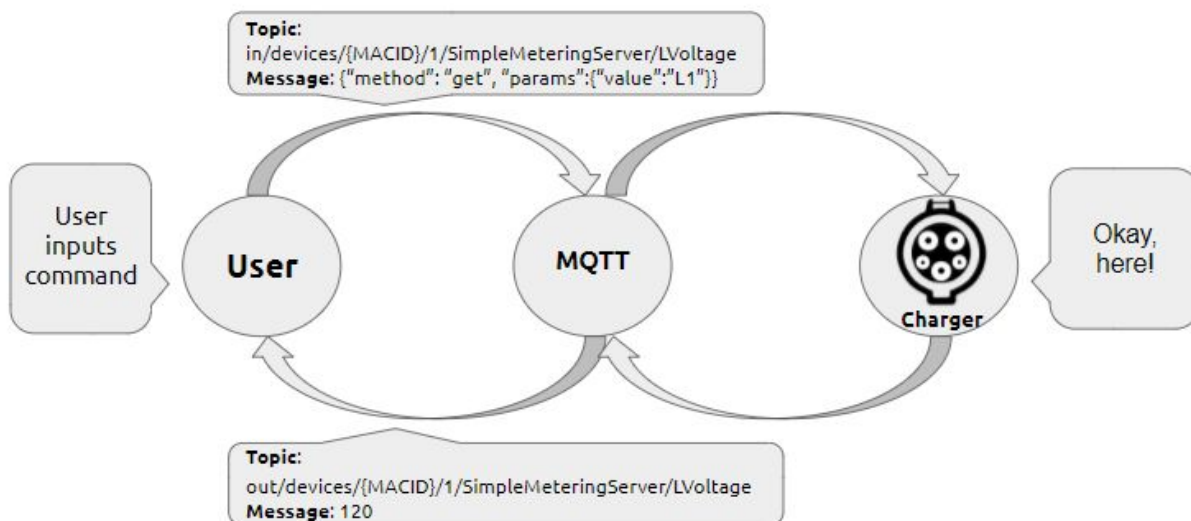 Topic:
in/devices/{MACID}/1/SimpleMeteringServer/LVoltage
Message: {“method”: “get”, “params”:{“value”:”L1”}}
User
inputs
command
User
MQTT
Charger
Okay,
here!
Topic:
out/devices/{MACID}/1/SimpleMeteringServer/LVoltage
Message: 120